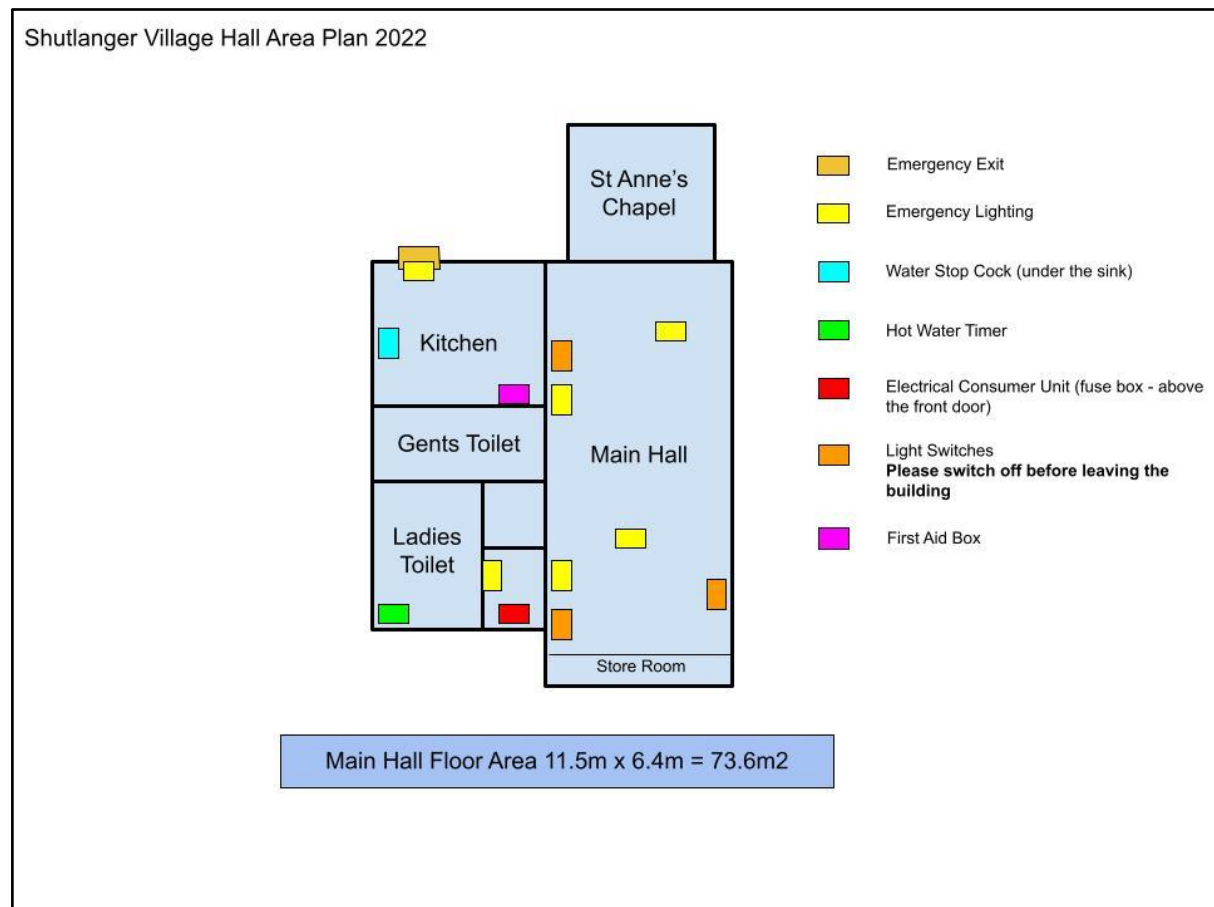 Shutlanger Village Hall Area Plan 2022
St Anne’s
Chapel
Kitchen
Gents Toilet
Ladies
Toilet
Main Hall
Store Room
Emergency Exit
Emergency Lighting
Water Stop Cock (under the sink)
Hot Water Timer
Electrical Consumer Unit (fuse box - above
the front door)
Light Switches
Please switch off before leaving the
building
First Aid Box
Main Hall Floor Area 11.5m x 6.4m = 73.6m2